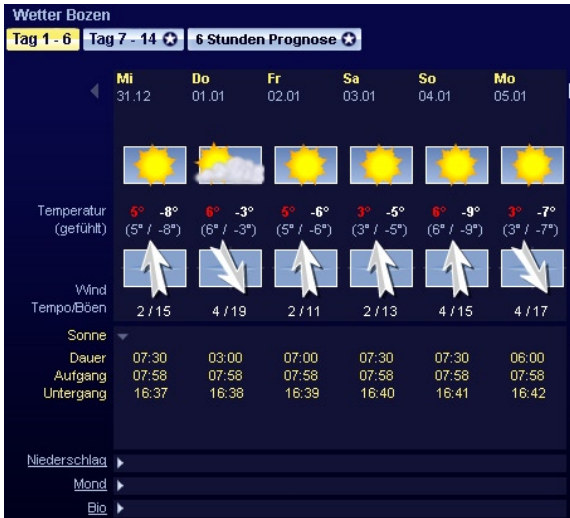 Wetter Bozen
Tag 1 - 6 Tag 7 - 14 6 Stunden Prognose
Mi Do Fr Sa So Mo
31.12 01.01 02.01 03.01 04.01 05.01
Temperatur 5° -8° 6° -3° 5° -6° 3° -5° 6° -9° 3° -7°
(gefühlt) (5° / -8°) (6° / -3°) (5° / -6°) (3° / -5°) (6° / -9°) (3° / -7°)
Wind
Tempo/Böen 2 / 15 4 / 19 2 / 11 2 / 13 4 / 15 4 / 17
Sonne
Dauer 07:30 03:00 07:00 07:30 07:30 06:00
Aufgang 07:58 07:58 07:58 07:58 07:58 07:58
Untergang 16:37 16:38 16:39 16:40 16:41 16:42
Niederschlag
Mond
Bio